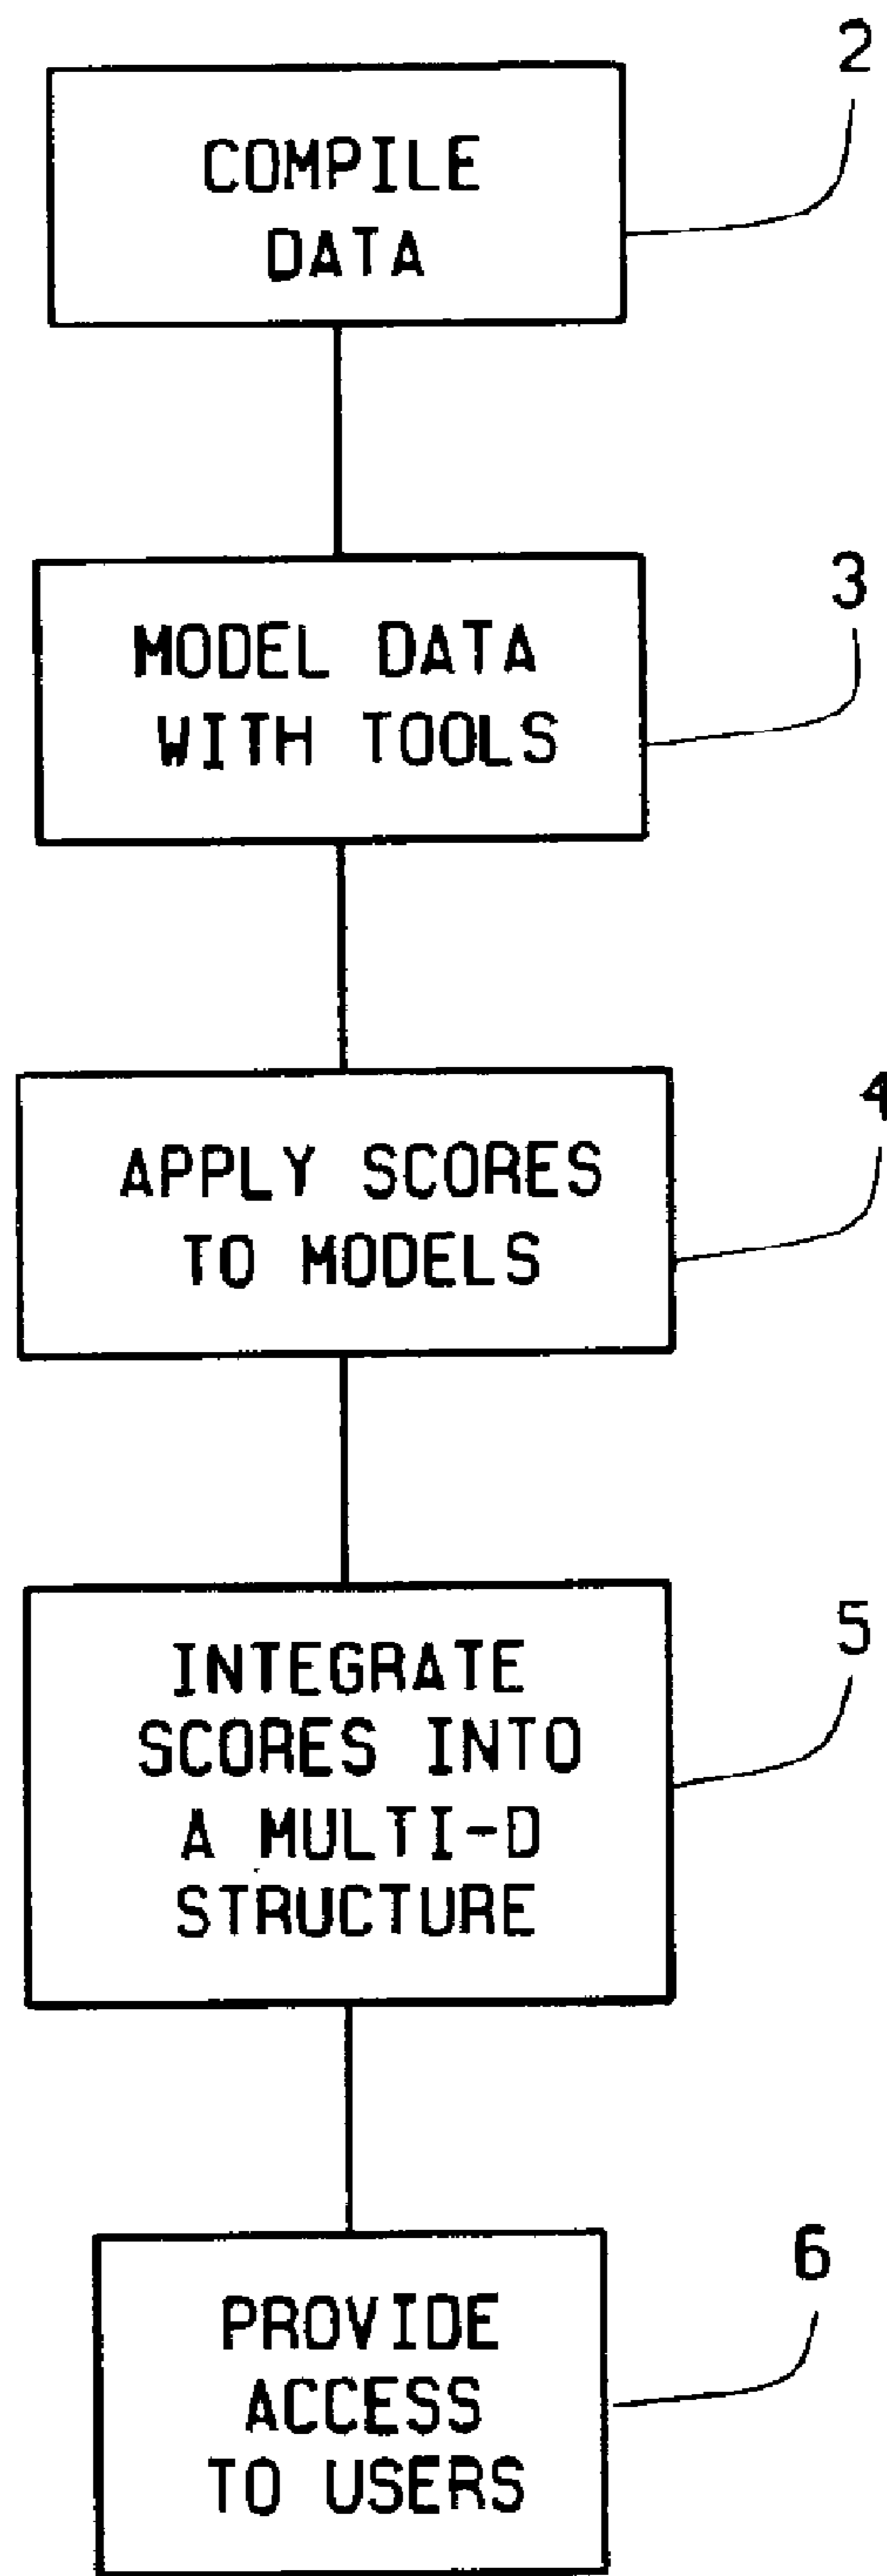 2
COMPILE
DATA
3
MODEL DATA
WITH TOOLS
4
APPLY SCORES
TO MODELS
5
INTEGRATE
SCORES INTO
A MULTI-D
STRUCTURE
6
PROVIDE
ACCESS
TO USERS